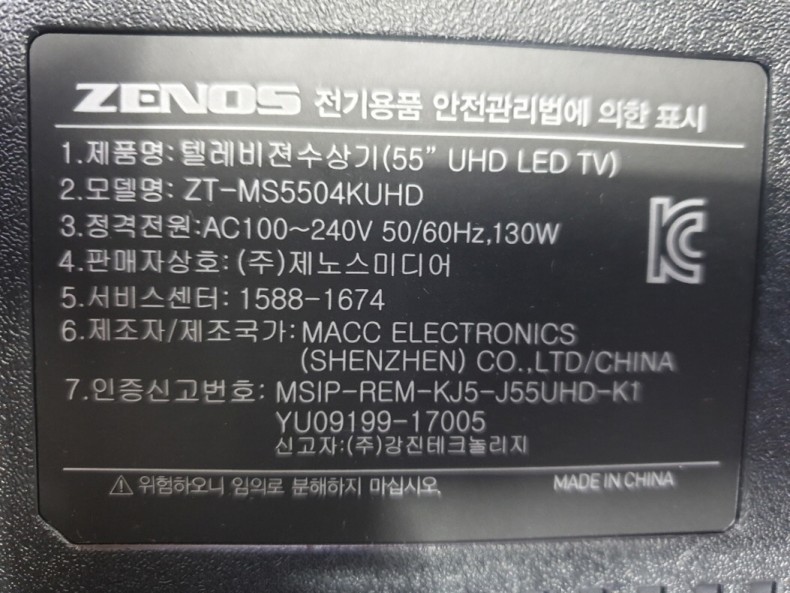 ZENOS 전기용품 안전관리법에 의한 표시
1.제품명: 텔레비젼수상기(55" UHD LED TV)
2.모델명: ZT-MS5504KUHD
3.정격전원:AC100~240V 50/60Hz,130W
4.판매자상호: (주)제노스미디어
5.서비스센터: 1588-1674
6.제조자/제조국가: MACC ELECTRONICS
(SHENZHEN) CO.,LTD/CHINA
7.인증신고번호: MSIP-REM-KJ5-J55UHD-K1
YU09199-17005
신고자:(주)강진테크놀리지
⚠ 위험하오니 임의로 분해하지 마십시오. MADE IN CHINA
KC